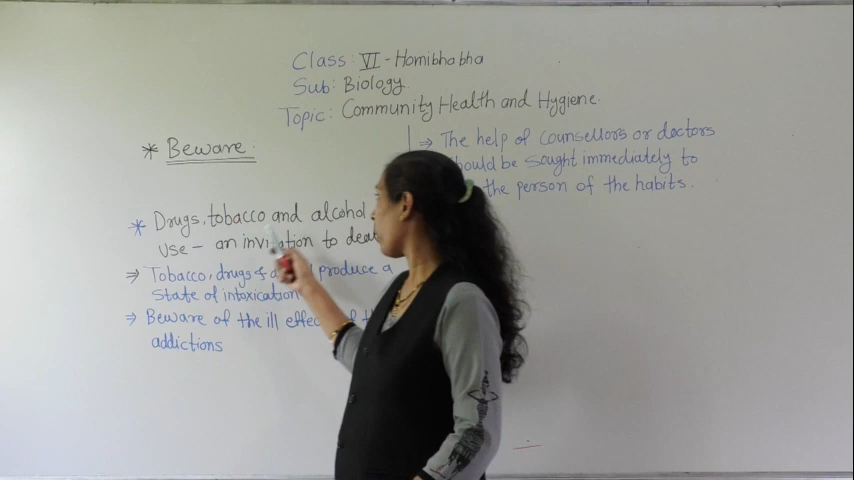 Class: VI - Homibhabha
Sub: Biology.
Topic: Community Health and Hygiene.
* Beware.
* Drugs, tobacco and alcohol
use - an invitation to
⇒ Tobacco, drugs & produce a
State of intoxication
⇒ Beware of the ill of
addictions
⇒ The help of counsellors or doctors
should be sought immediately to
the person of the habits.